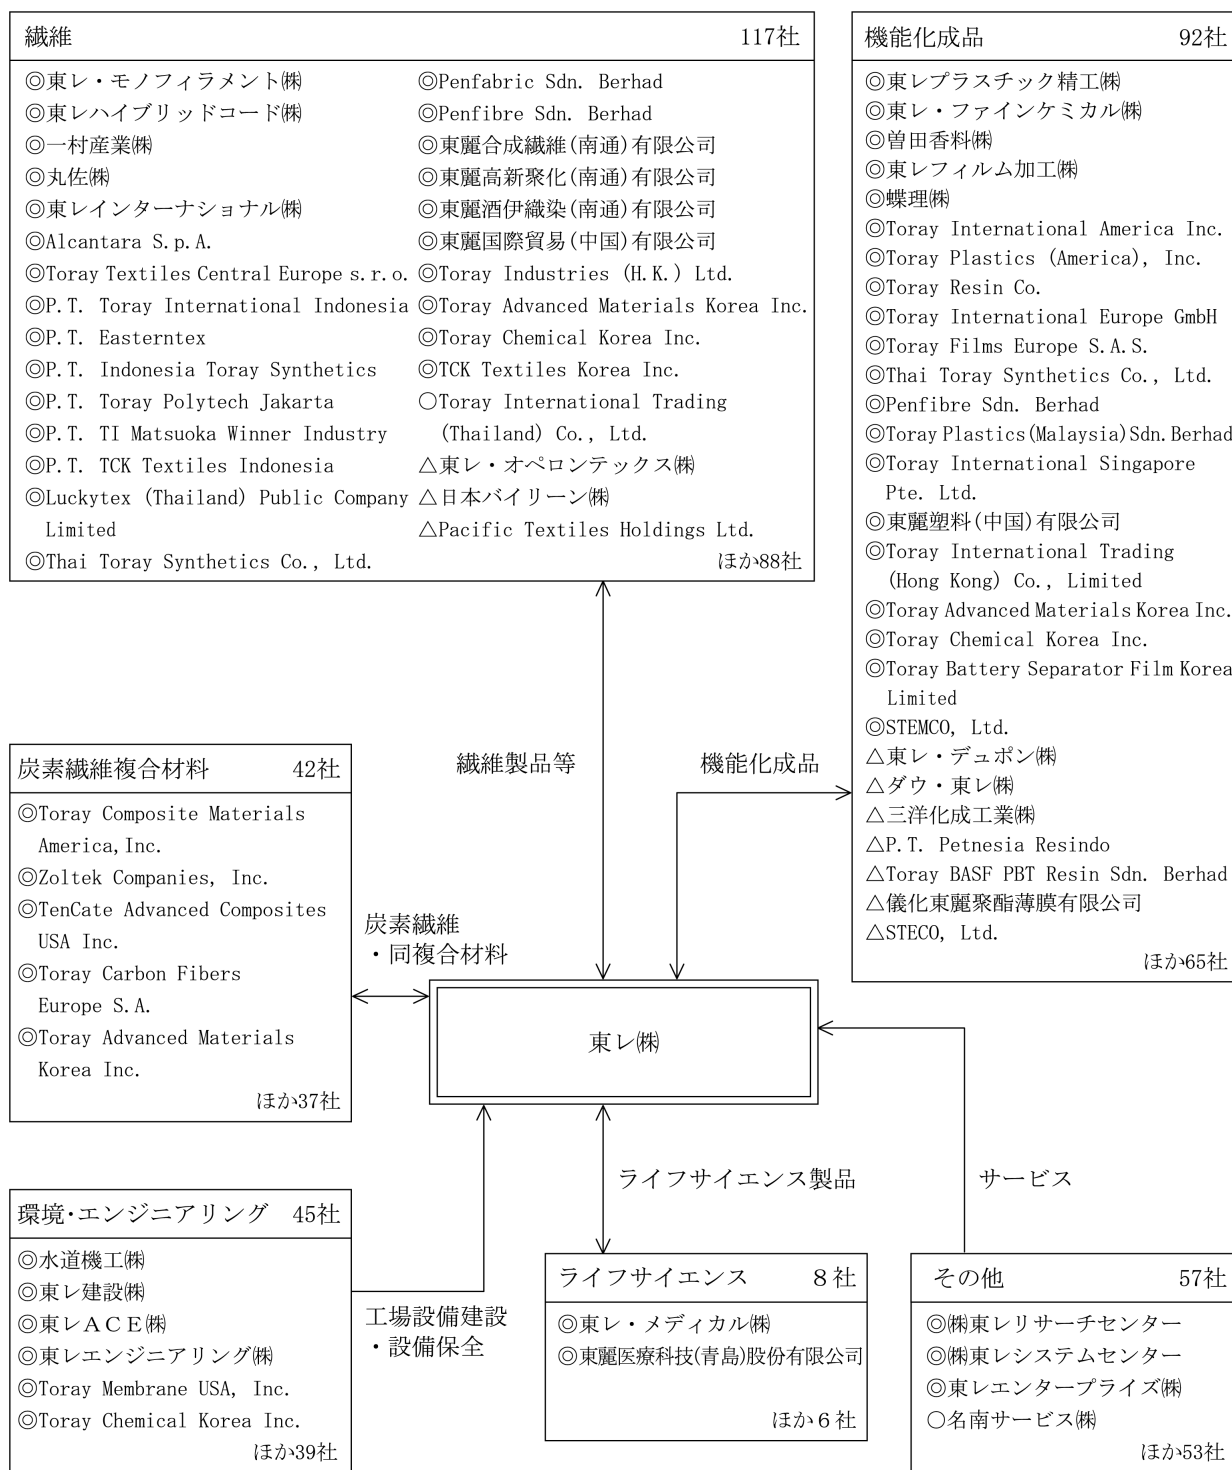 繊維 117社
◎東レ・モノフィラメント㈱
◎東レハイブリッドコード㈱
◎一村産業㈱
◎丸佐㈱
◎東レインターナショナル㈱
◎Alcantara S.p.A.
◎Toray Textiles Central Europe s.r.o.
◎P.T. Toray International Indonesia
◎P.T. Easterntex
◎P.T. Indonesia Toray Synthetics
◎P.T. Toray Polytech Jakarta
◎P.T. TI Matsuoka Winner Industry
◎P.T. TCK Textiles Indonesia
◎Luckytex (Thailand) Public Company
Limited
◎Thai Toray Synthetics Co., Ltd.
◎Penfabric Sdn. Berhad
◎Penfibre Sdn. Berhad
◎東麗合成繊維(南通)有限公司
◎東麗高新聚化(南通)有限公司
◎東麗酒伊織染(南通)有限公司
◎東麗国際貿易(中国)有限公司
◎Toray Industries (H.K.) Ltd.
◎Toray Advanced Materials Korea Inc.
◎Toray Chemical Korea Inc.
◎TCK Textiles Korea Inc.
○Toray International Trading
(Thailand) Co., Ltd.
△東レ・オペロンテックス㈱
△日本バイリーン㈱
△Pacific Textiles Holdings Ltd.
ほか88社
機能化成品 92社
◎東レプラスチック精工㈱
◎東レ・ファインケミカル㈱
◎曽田香料㈱
◎東レフィルム加工㈱
◎蝶理㈱
◎Toray International America Inc.
◎Toray Plastics (America), Inc.
◎Toray Resin Co.
◎Toray International Europe GmbH
◎Toray Films Europe S.A.S.
◎Thai Toray Synthetics Co., Ltd.
◎Penfibre Sdn. Berhad
◎Toray Plastics(Malaysia)Sdn.Berhad
◎Toray International Singapore
Pte. Ltd.
◎東麗塑料(中国)有限公司
◎Toray International Trading
(Hong Kong) Co., Limited
◎Toray Advanced Materials Korea Inc.
◎Toray Chemical Korea Inc.
◎Toray Battery Separator Film Korea
Limited
◎STEMCO, Ltd.
△東レ・デュポン㈱
△ダウ・東レ㈱
△三洋化成工業㈱
△P.T. Petnesia Resindo
△Toray BASF PBT Resin Sdn. Berhad
△儀化東麗聚酯薄膜有限公司
△STECO, Ltd.
ほか65社
繊維製品等
機能化成品
炭素繊維複合材料 42社
◎Toray Composite Materials
America,Inc.
◎Zoltek Companies, Inc.
◎TenCate Advanced Composites
USA Inc.
◎Toray Carbon Fibers
Europe S.A.
◎Toray Advanced Materials
Korea Inc.
ほか37社
炭素繊維
・同複合材料
東レ㈱
環境・エンジニアリング 45社
◎水道機工㈱
◎東レ建設㈱
◎東レＡＣＥ㈱
◎東レエンジニアリング㈱
◎Toray Membrane USA, Inc.
◎Toray Chemical Korea Inc.
ほか39社
工場設備建設
・設備保全
ライフサイエンス製品
ライフサイエンス ８社
◎東レ・メディカル㈱
◎東麗医療科技(青島)股份有限公司
ほか６社
サービス
その他 57社
◎㈱東レリサーチセンター
◎㈱東レシステムセンター
◎東レエンタープライズ㈱
○名南サービス㈱
ほか53社